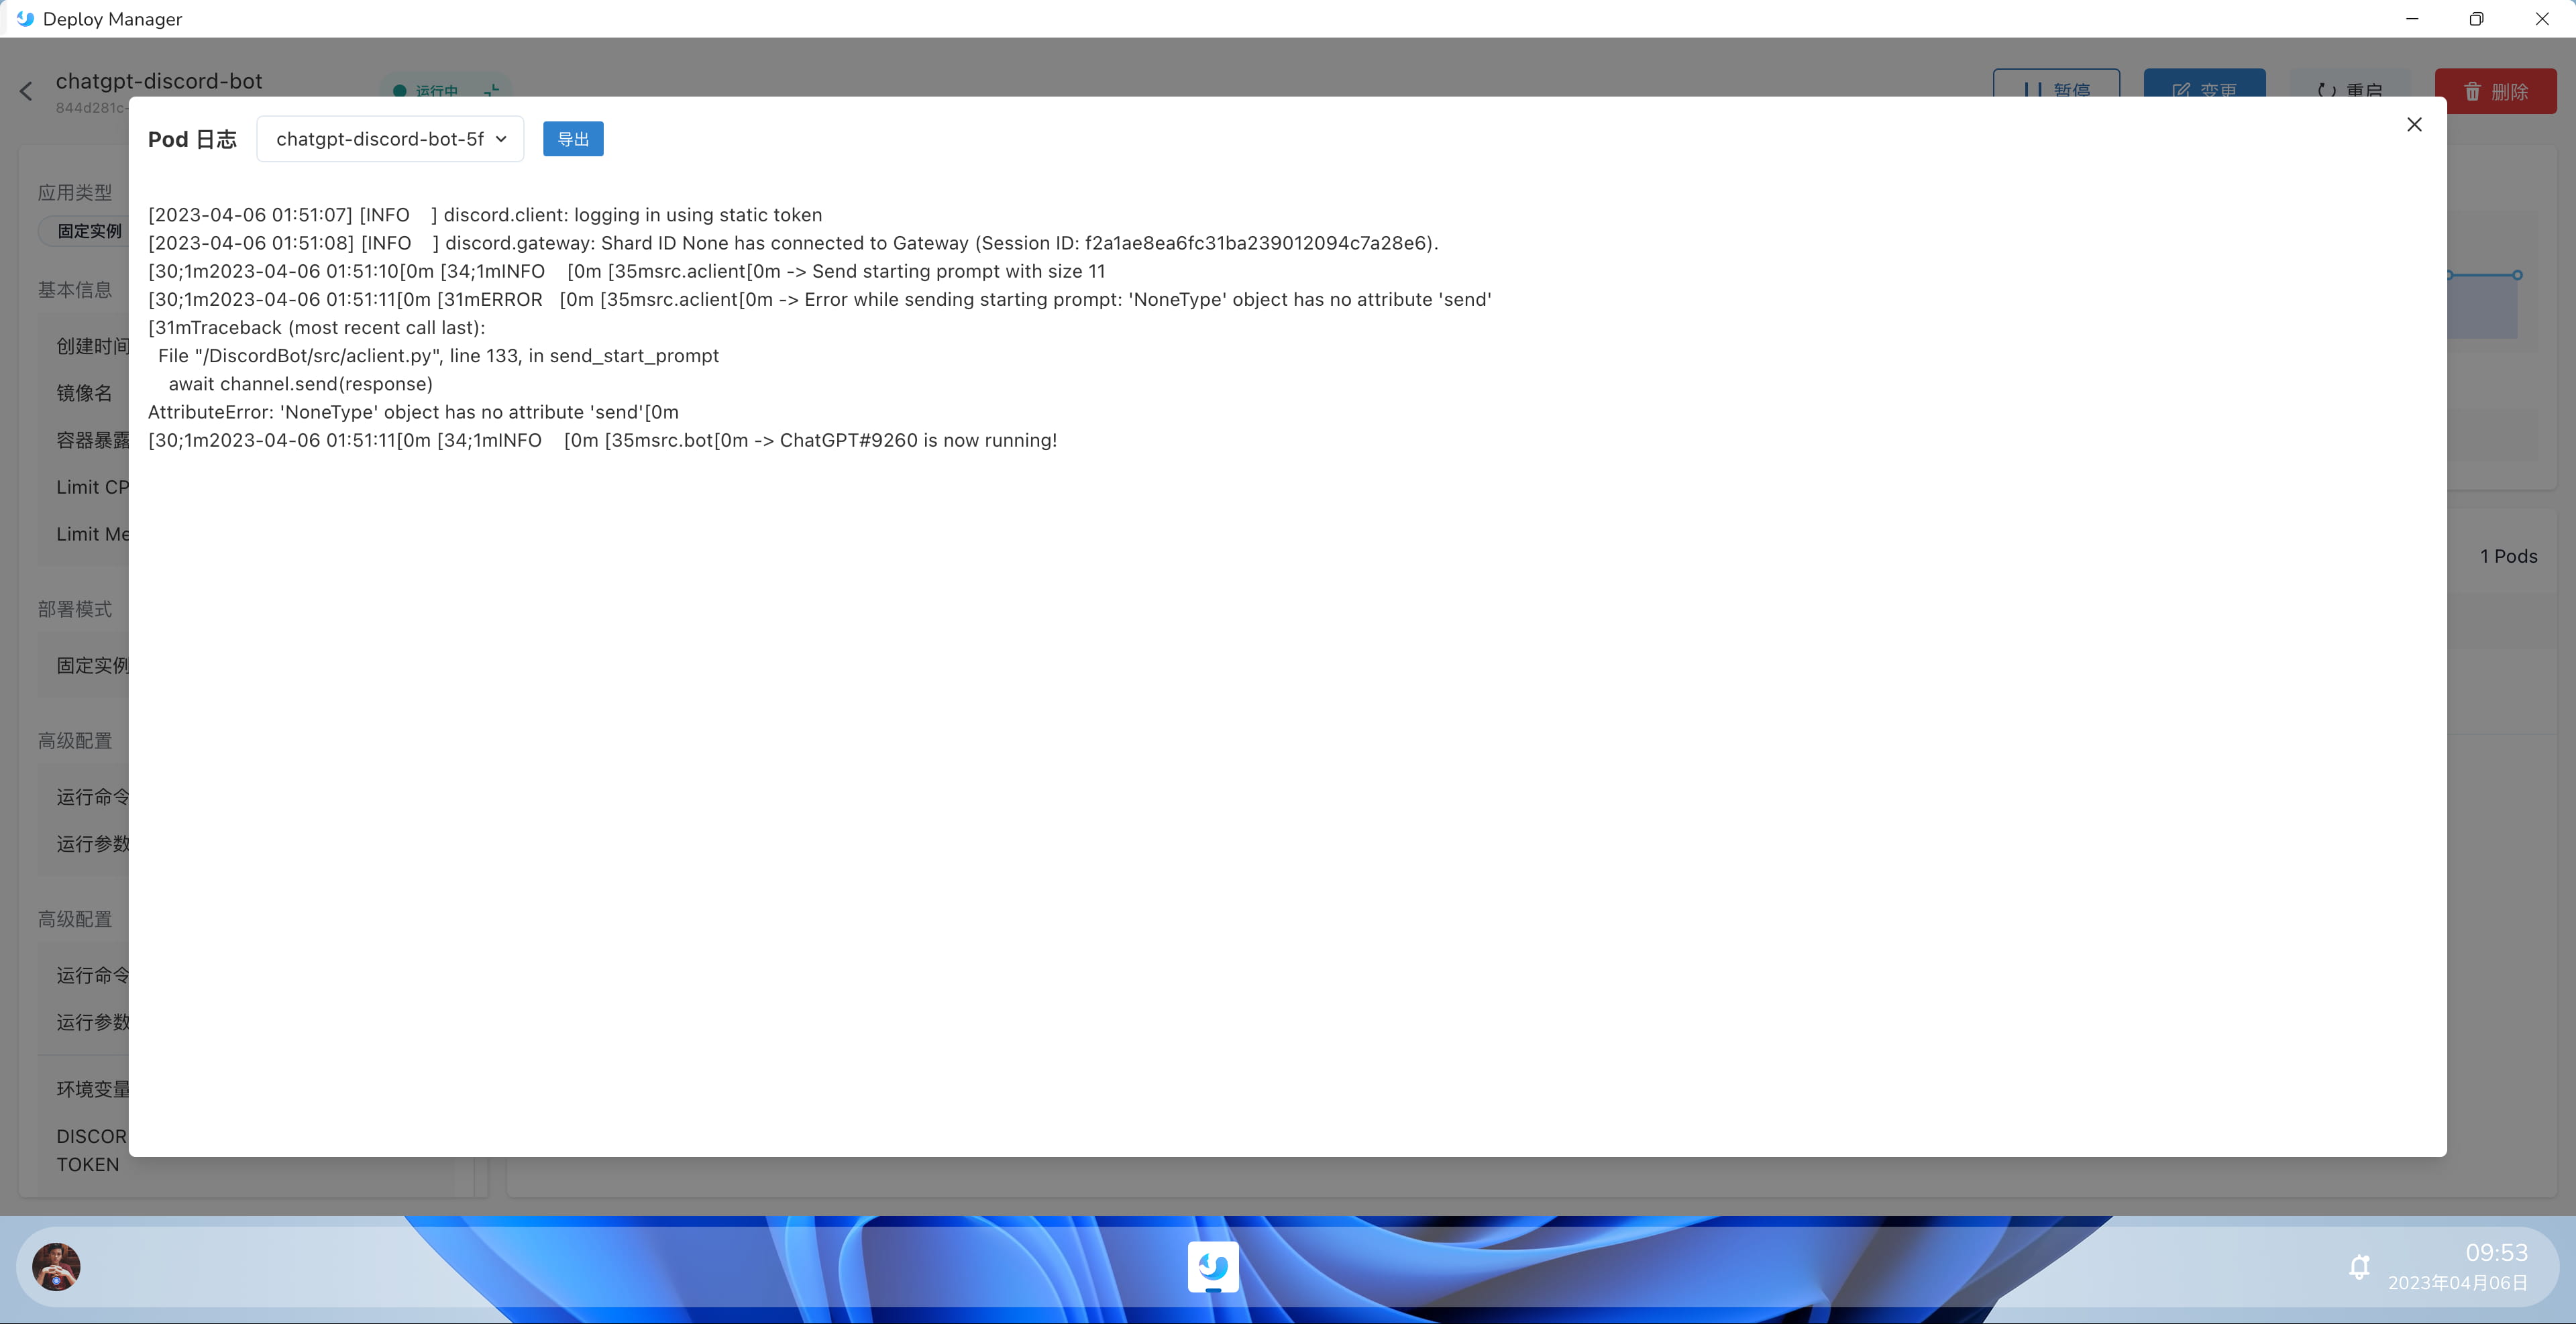 Deploy Manager
chatgpt-discord-bot
844d281c-
运行中
暂停
变更
重启
删除
Pod 日志
chatgpt-discord-bot-5f
导出
应用类型
固定实例
基本信息
创建时间
镜像名
容器暴露
Limit CP
Limit Me
部署模式
固定实例
高级配置
运行命令
运行参数
高级配置
运行命令
运行参数
环境变量
DISCOR
TOKEN
[2023-04-06 01:51:07] [INFO    ] discord.client: logging in using static token
[2023-04-06 01:51:08] [INFO    ] discord.gateway: Shard ID None has connected to Gateway (Session ID: f2a1ae8ea6fc31ba239012094c7a28e6).
[30;1m2023-04-06 01:51:10[0m [34;1mINFO    [0m [35msrc.aclient[0m -> Send starting prompt with size 11
[30;1m2023-04-06 01:51:11[0m [31mERROR   [0m [35msrc.aclient[0m -> Error while sending starting prompt: 'NoneType' object has no attribute 'send'
[31mTraceback (most recent call last):
File "/DiscordBot/src/aclient.py", line 133, in send_start_prompt
await channel.send(response)
AttributeError: 'NoneType' object has no attribute 'send'[0m
[30;1m2023-04-06 01:51:11[0m [34;1mINFO    [0m [35msrc.bot[0m -> ChatGPT#9260 is now running!
1 Pods
09:53
2023年04月06日